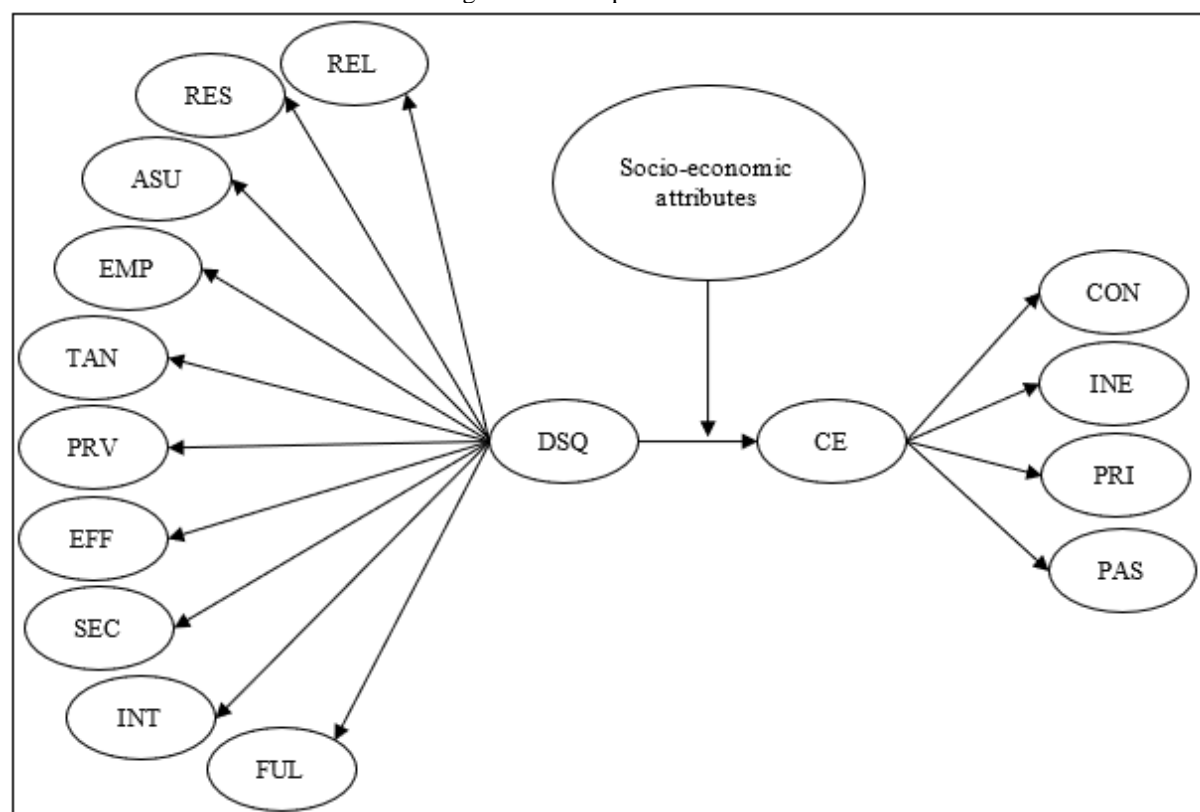 REL
RES
ASU
EMP
TAN
PRV
EFF
SEC
INT
FUL
DSQ
Socio-economic
attributes
CE
CON
INE
PRI
PAS